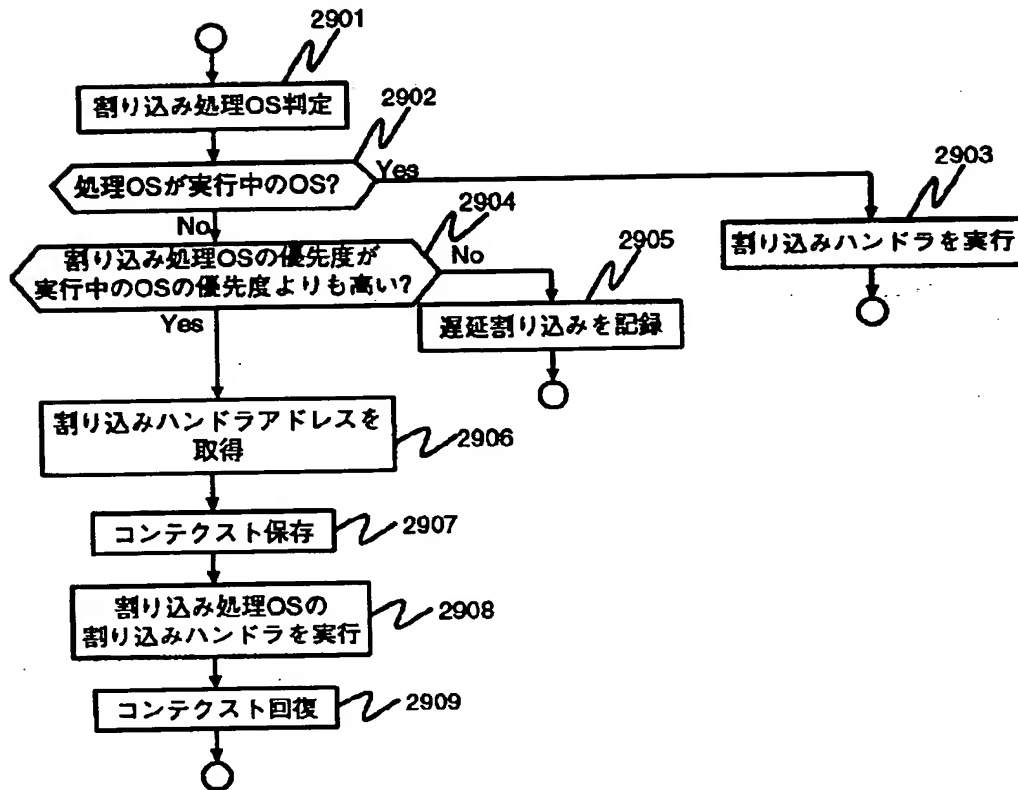 2901
割り込み処理OS判定
2902
処理OSが実行中のOS?
Yes
2903
割り込みハンドラを実行
No
2904
割り込み処理OSの優先度が
実行中のOSの優先度よりも高い?
No
2905
遅延割り込みを記録
Yes
割り込みハンドラアドレスを
取得
2906
コンテクスト保存
2907
割り込み処理OSの
割り込みハンドラを実行
2908
コンテクスト回復
2909